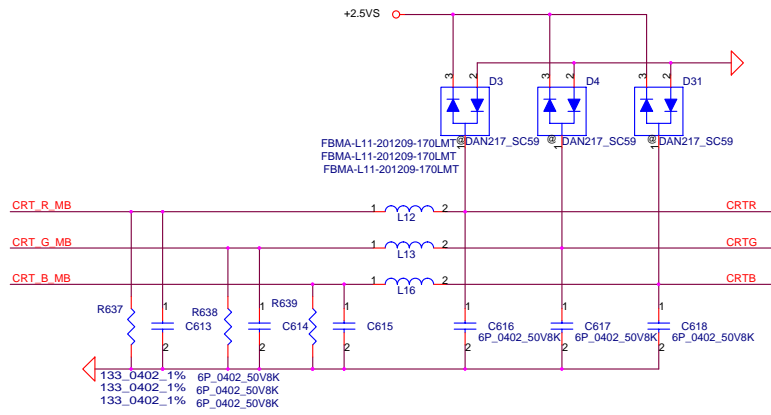 +2.5VS
3 2 D3 3 2 D4 3 2 D31
FBMA-L11-201209-170LMT @DAN217_SC59 @DAN217_SC59 @DAN217_SC59
1 1 1
FBMA-L11-201209-170LMT
FBMA-L11-201209-170LMT
CRT_R_MB 1 2 CRTR
L12
CRT_G_MB 1 2 CRTG
L13
CRT_B_MB 1 2 CRTB
L16
R637 1 R638 1 R639 1 1 1 1
C613 C614 C615 C616 C617 C618
6P_0402_50V8K 6P_0402_50V8K 6P_0402_50V8K
2 2 2 2 2 2
133_0402_1% 6P_0402_50V8K
133_0402_1% 6P_0402_50V8K
133_0402_1% 6P_0402_50V8K